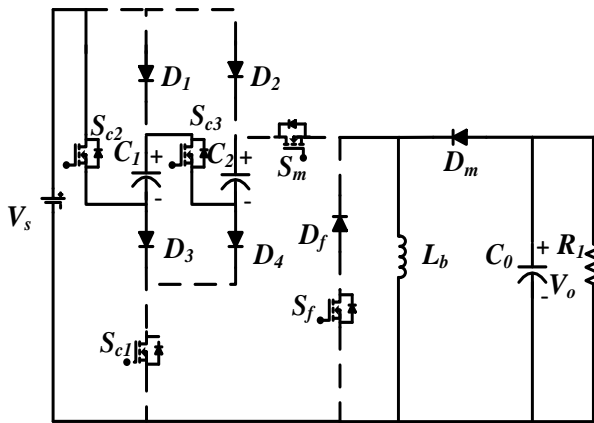 D1
D2
Sc2
Sc3
C1
+
-
C2
+
-
Sm
Dm
Vs
D3
D4
Df
Lb
C0
+
-
Vo
R1
Sf
Sc1